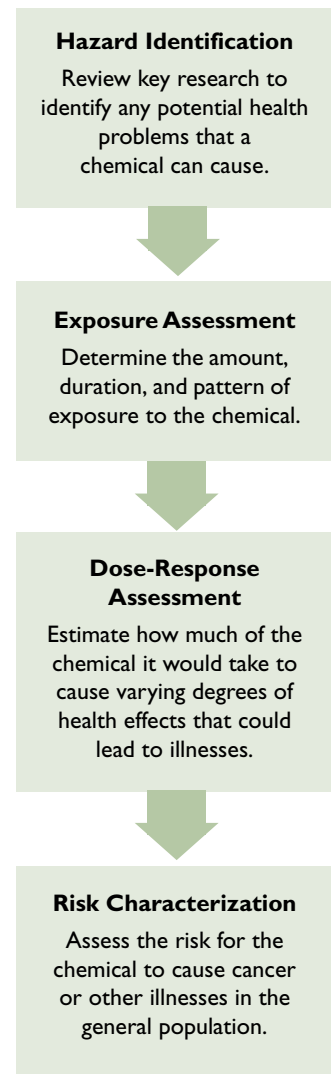 Hazard Identification
Review key research to
identify any potential health
problems that a
chemical can cause.
Exposure Assessment
Determine the amount,
duration, and pattern of
exposure to the chemical.
Dose-Response
Assessment
Estimate how much of the
chemical it would take to
cause varying degrees of
health effects that could
lead to illnesses.
Risk Characterization
Assess the risk for the
chemical to cause cancer
or other illnesses in the
general population.